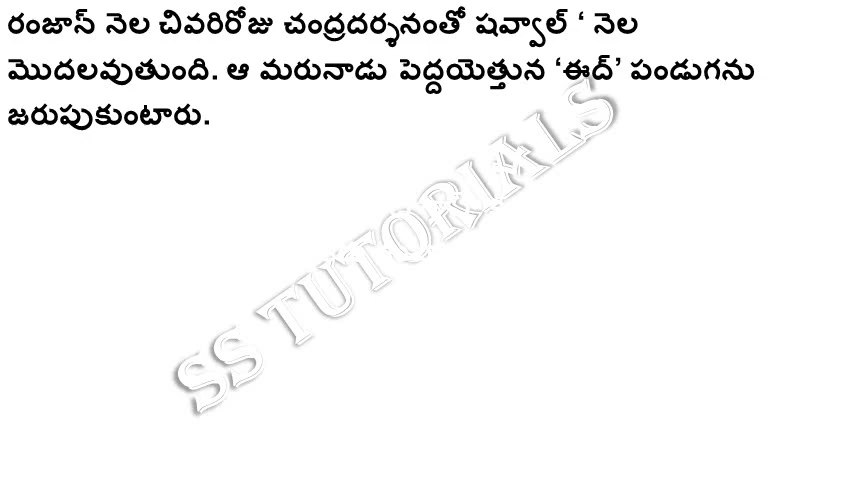 రంజాన్ నెల చివరిరోజు చంద్రదర్శనంతో షవ్వాల్ ‘ నెల
మొదలవుతుంది. ఆ మరునాడు పెద్దయెత్తున ‘ఈద్’ పండుగను
జరుపుకుంటారు.
SS TUTORIALS